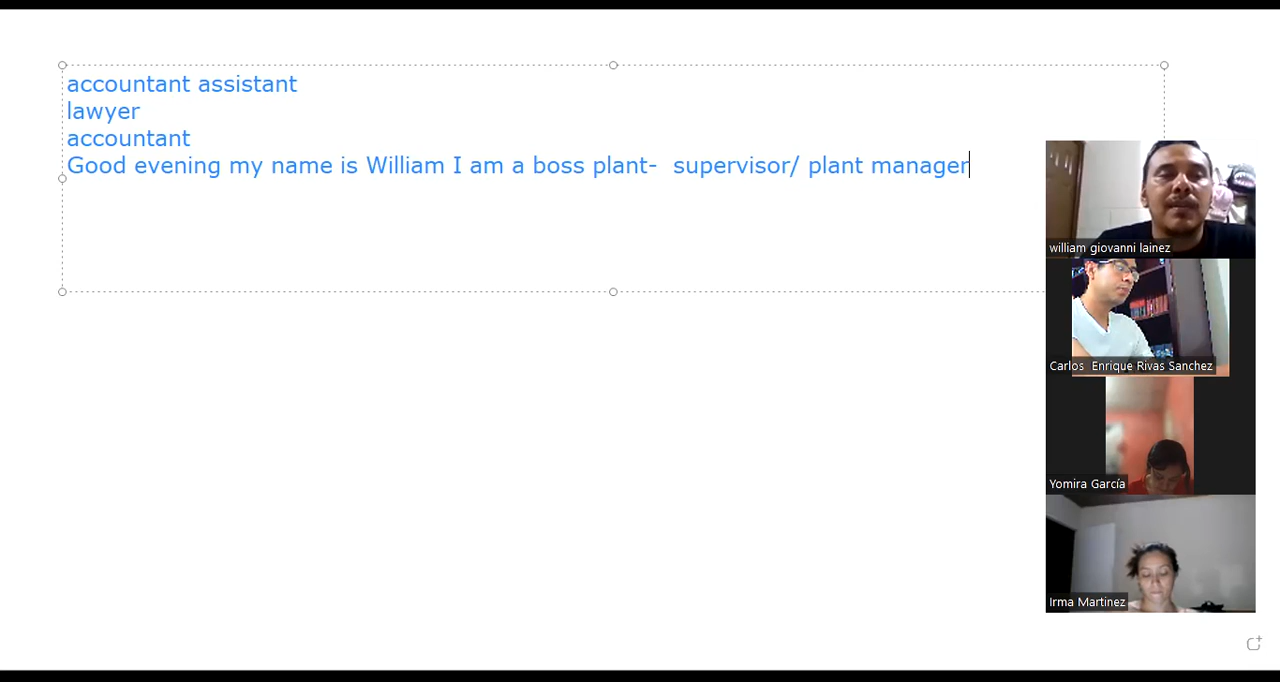 accountant assistant
lawyer
accountant
Good evening my name is William I am a boss plant-  supervisor/ plant manager
william giovanni lainez
Carlos  Enrique Rivas Sanchez
Yomira García
Irma Martinez